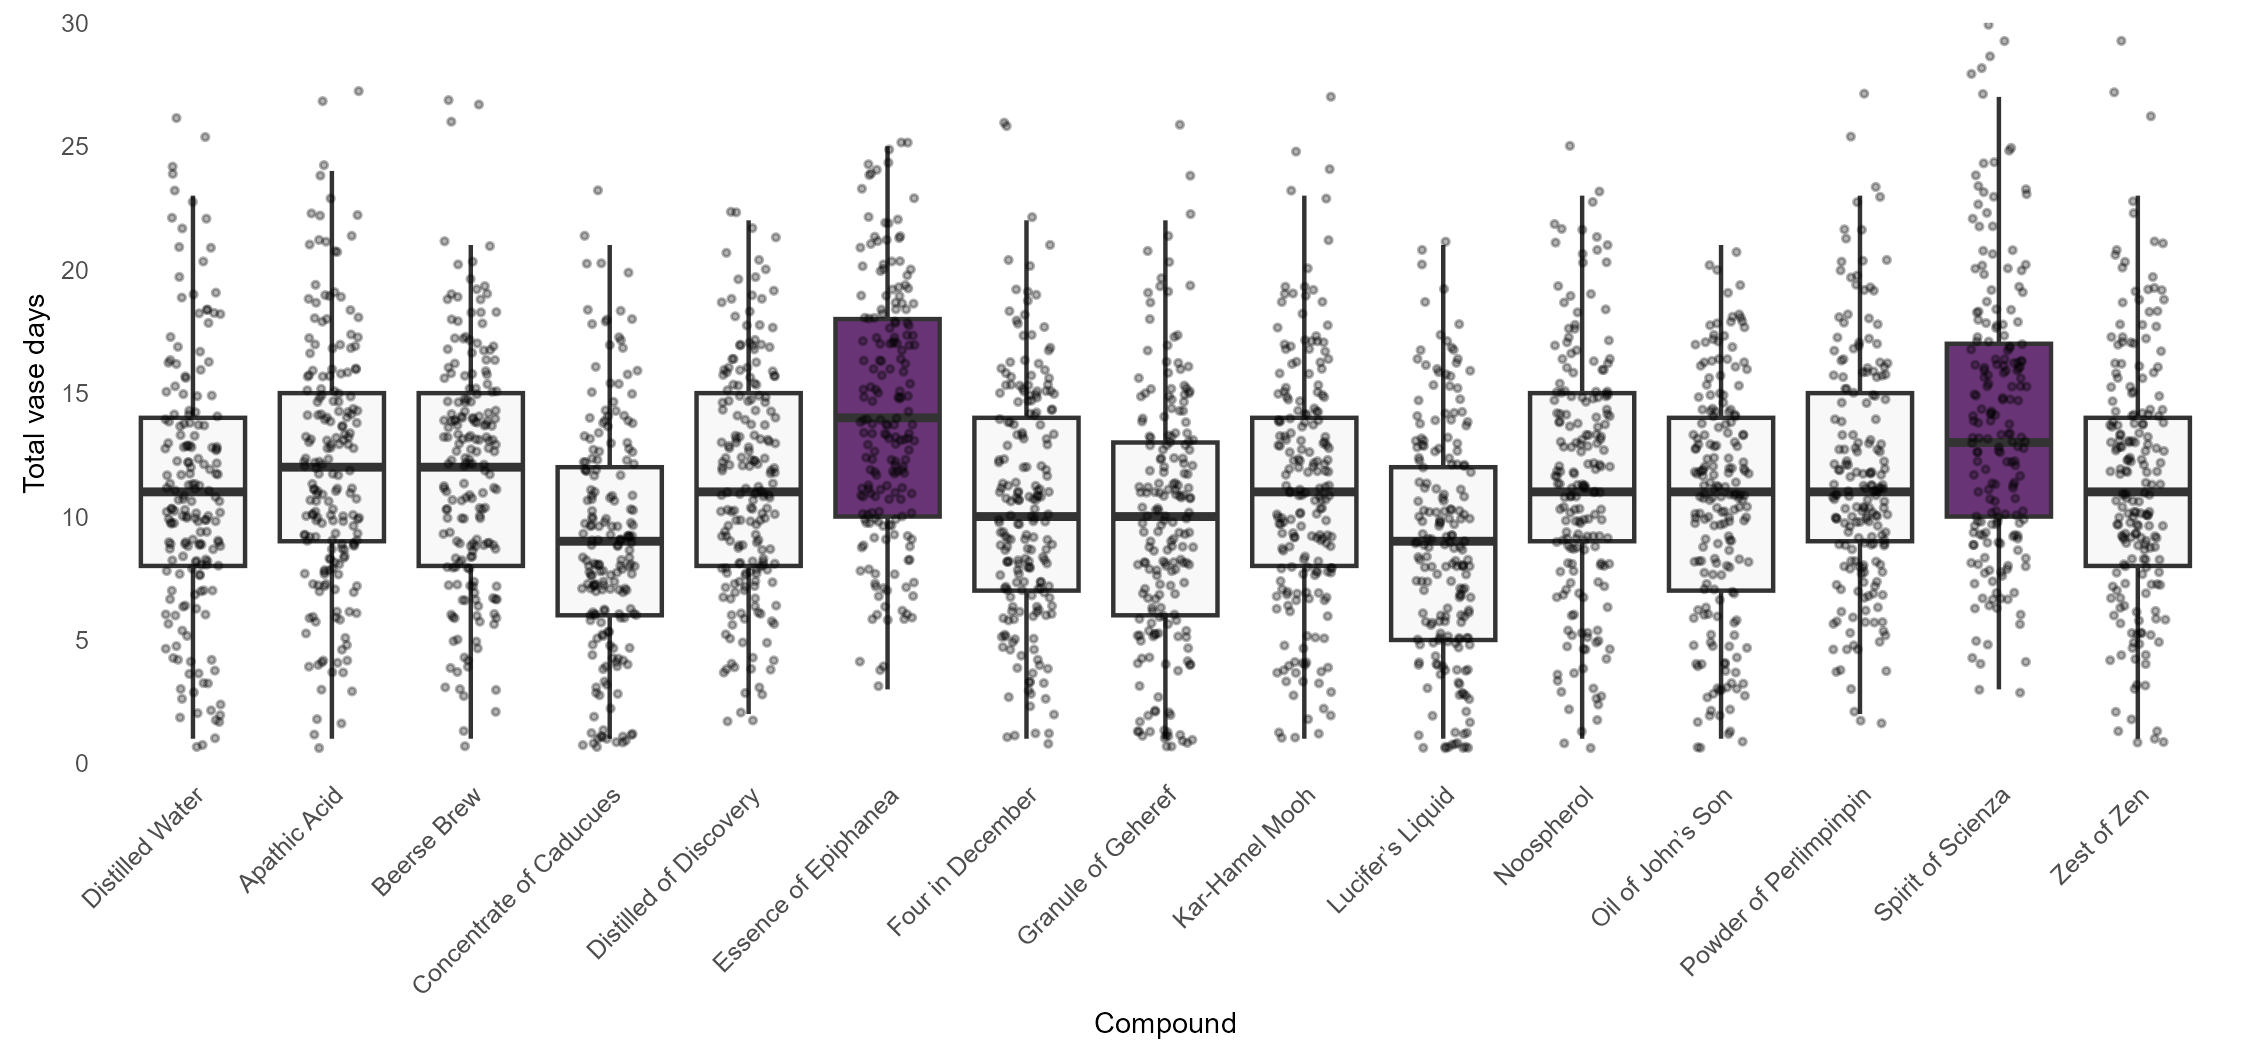 30
25
20
15
10
5
0
Total vase days
Distilled Water
Apathic Acid
Beerse Brew
Concentrate of Caducues
Distilled of Discovery
Essence of Epiphanea
Four in December
Granule of Geheref
Kar-Hamel Mooh
Lucifer’s Liquid
Noospherol
Oil of John’s Son
Powder of Perlimpinpin
Spirit of Scienza
Zest of Zen
Compound